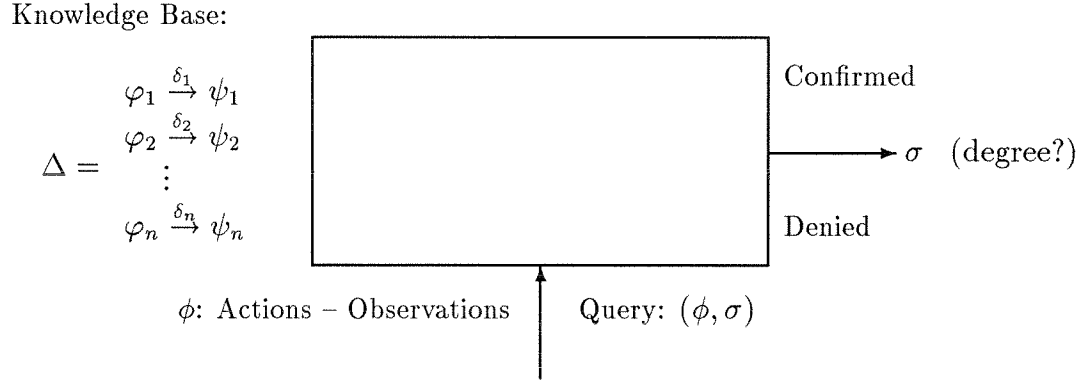 Knowledge Base:
Δ =
φ₁ →^{δ₁} ψ₁
φ₂ →^{δ₂} ψ₂
⋮
φₙ →^{δₙ} ψₙ
Confirmed
σ (degree?)
Denied
ϕ: Actions – Observations
Query: (ϕ, σ)